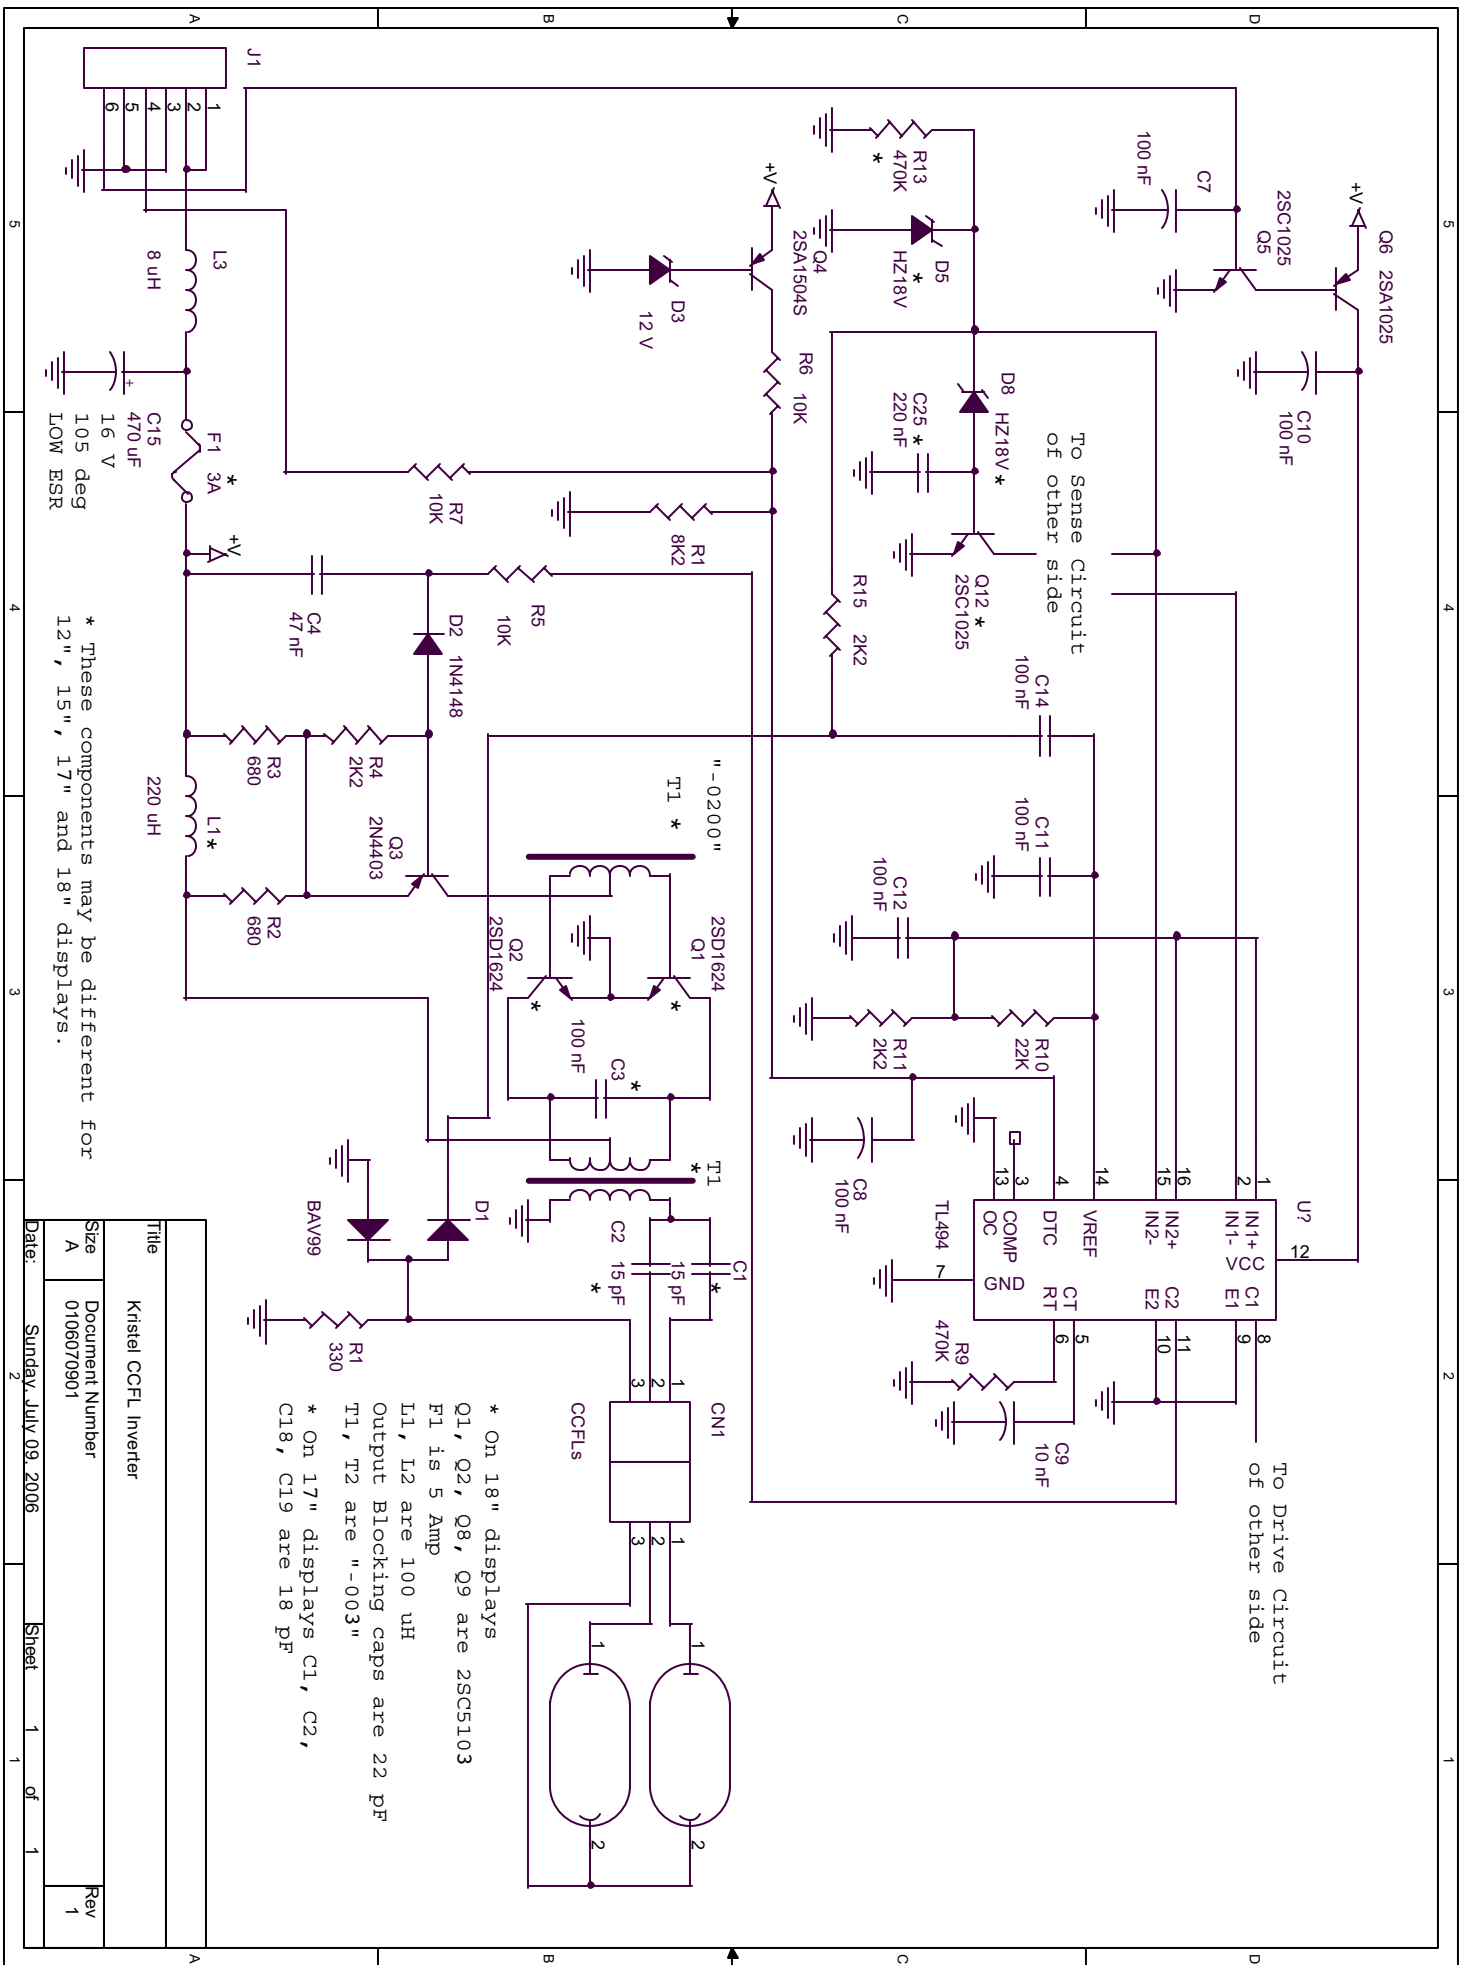 5
4
3
2
1
D
C
B
A
D
C
B
A
+V
Q6 2SA1025
2SC1025
Q5
C7
100 nF
C10
100 nF
R13
470K
*
D5
HZ18V
*
D8
HZ18V
*
C25
220 nF
*
To Sense Circuit
of other side
Q12
2SC1025
*
+V
Q4
2SA1504S
D3
12 V
R6
10K
R15 2K2
R7
10K
R1
8K2
R5
10K
C14
100 nF
C11
100 nF
C12
100 nF
R10
22K
R11
2K2
C8
100 nF
U?
TL494
1
2
16
15
14
4
3
13
12
7
8
9
11
10
5
6
IN1+
IN1-
IN2+
IN2-
VREF
DTC
COMP
OC
VCC
GND
C1
E1
C2
E2
CT
RT
R9
470K
C9
10 nF
To Drive Circuit
of other side
J1
1
2
3
4
5
6
L3
8 uH
C15
470 uF
16 V
105 deg
LOW ESR
+
F1
3A
*
+V
C4
47 nF
D2
1N4148
R3
680
R4
2K2
L1
*
220 uH
R2
680
Q3
2N4403
"-0200"
T1 *
2SD1624
Q1
*
Q2
2SD1624
*
C3
100 nF
*
T1
*
C1
15 pF
*
C2
15 pF
*
D1
BAV99
R1
330
CN1
1
2
3
1
2
3
CCFLs
1
2
1
2
* On 18" displays
Q1, Q2, Q8, Q9 are 2SC5103
F1 is 5 Amp
L1, L2 are 100 uH
Output Blocking caps are 22 pF
T1, T2 are "-003"
* On 17" displays C1, C2,
C18, C19 are 18 pF
* These components may be different for
12", 15", 17" and 18" displays.
Title
Kristel CCFL Inverter
Size
A
Document Number
0106070901
Rev
1
Date:
Sunday, July 09, 2006
Sheet
1
of
1
5
4
3
2
1